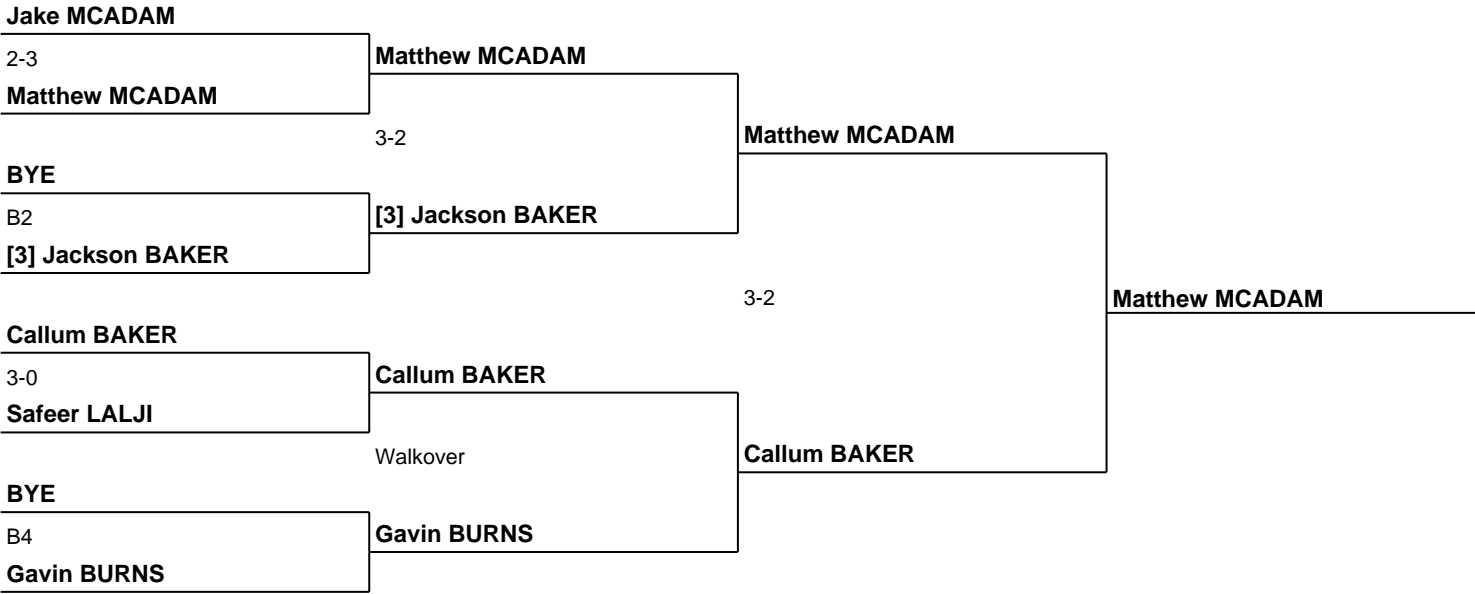 Jake MCADAM
2-3
Matthew MCADAM
BYE
B2
[3] Jackson BAKER
Callum BAKER
3-0
Safeer LALJI
BYE
B4
Gavin BURNS
Matthew MCADAM
3-2
[3] Jackson BAKER
Callum BAKER
Walkover
Gavin BURNS
Matthew MCADAM
3-2
Callum BAKER
Matthew MCADAM